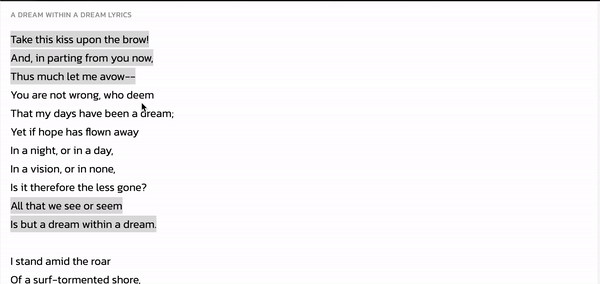 A DREAM WITHIN A DREAM LYRICS
Take this kiss upon the brow!
And, in parting from you now,
Thus much let me avow--
You are not wrong, who deem
That my days have been a dream;
Yet if hope has flown away
In a night, or in a day,
In a vision, or in none,
Is it therefore the less gone?
All that we see or seem
Is but a dream within a dream.

I stand amid the roar
Of a surf-tormented shore,